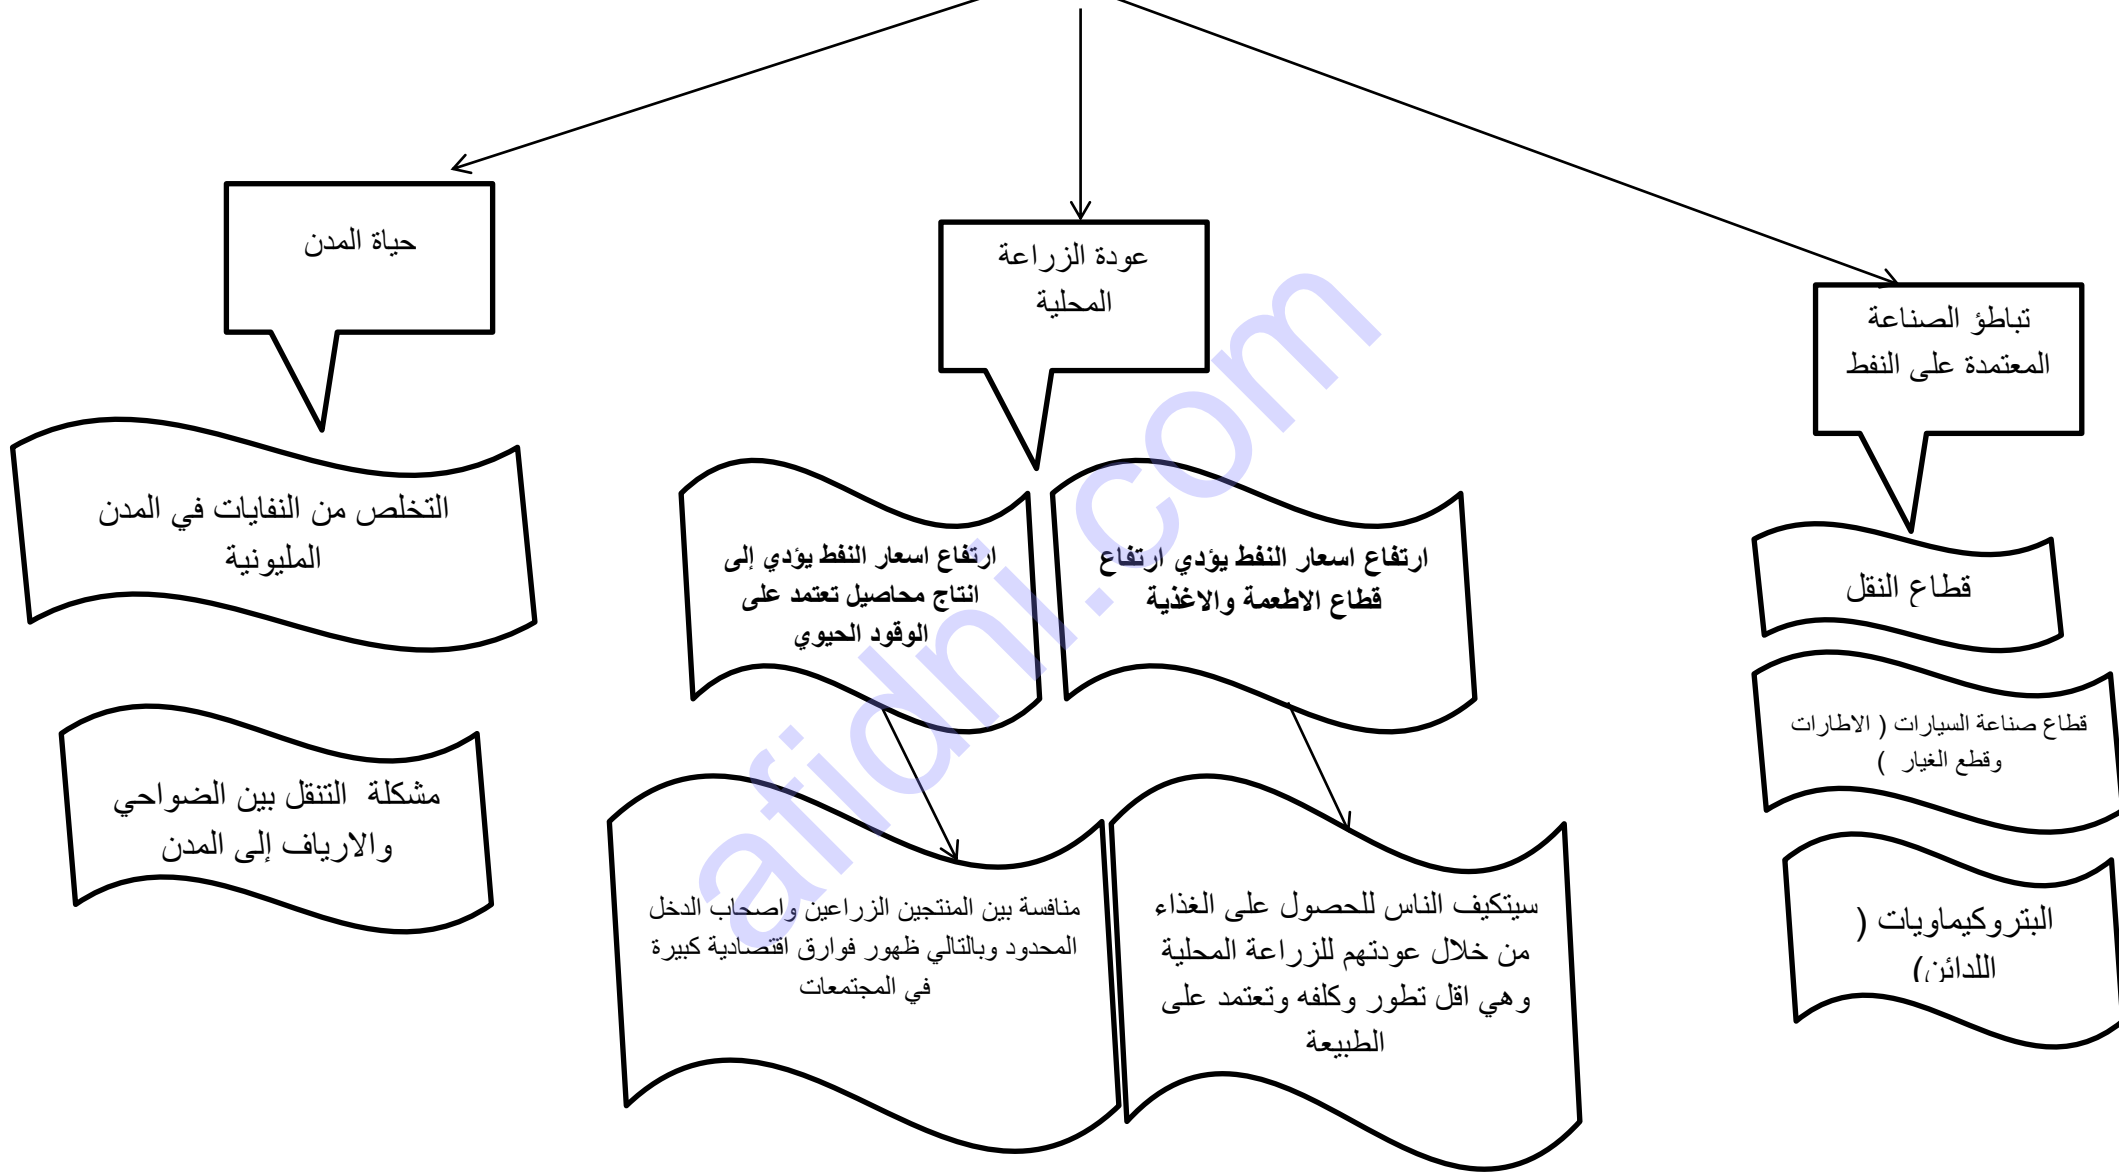 تباطؤ الصناعة
المعتمدة على النفط
قطاع النقل
قطاع صناعة السيارات ( الاطارات
وقطع الغيار )
البتروكيماويات (
اللدائن)
عودة الزراعة
المحلية
ارتفاع اسعار النفط يؤدي ارتفاع
قطاع الاطعمة والاغذية
سيتكيف الناس للحصول على الغذاء
من خلال عودتهم للزراعة المحلية
وهي اقل تطور وكلفه وتعتمد على
الطبيعة
ارتفاع اسعار النفط يؤدي إلى
انتاج محاصيل تعتمد على
الوقود الحيوي
منافسة بين المنتجين الزراعين واصحاب الدخل
المحدود وبالتالي ظهور فوارق اقتصادية كبيرة
في المجتمعات
حياة المدن
التخلص من النفايات في المدن
المليونية
مشكلة التنقل بين الضواحي
والارياف إلى المدن
afidni.com